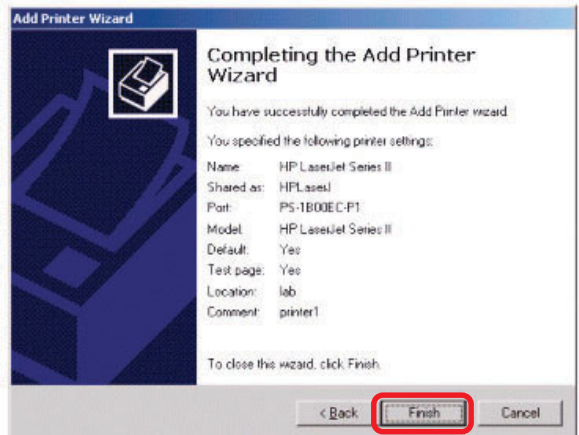 Add Printer Wizard
Completing the Add Printer
Wizard
You have successfully completed the Add Printer wizard.
You specified the following printer settings:
Name: HP LaserJet Series II
Shared as: HPLaserJ
Port: PS-1B00EC-P1
Model: HP LaserJet Series II
Default: Yes
Test page: Yes
Location: lab
Comment: printer1
To close this wizard, click Finish.
< Back Finish Cancel